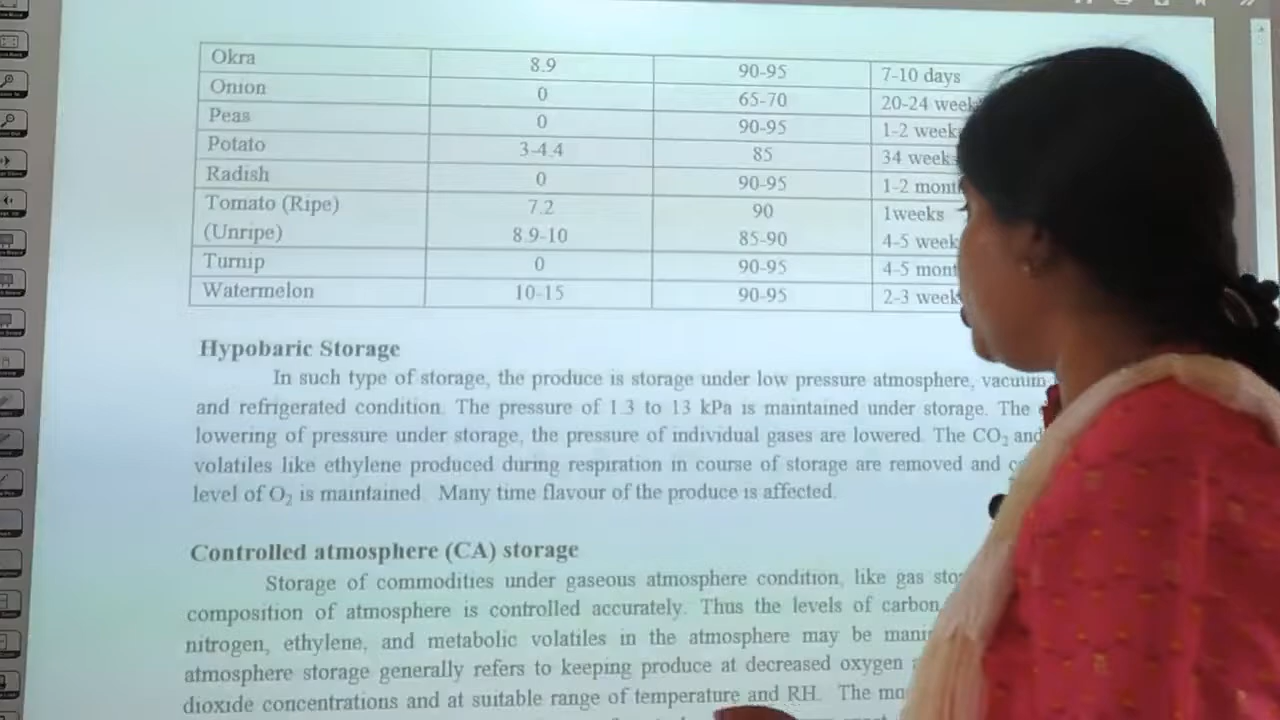 Okra 8.9 90-95 7-10 days
Onion 0 65-70 20-24 week
Peas 0 90-95 1-2 week
Potato 3-4.4 85 34 weeks
Radish 0 90-95 1-2 mont
Tomato (Ripe) 7.2 90 1weeks
(Unripe) 8.9-10 85-90 4-5 week
Turnip 0 90-95 4-5 mont
Watermelon 10-15 90-95 2-3 week
Hypobaric Storage
In such type of storage, the produce is storage under low pressure atmosphere, vacuum
and refrigerated condition. The pressure of 1.3 to 13 kPa is maintained under storage. The
lowering of pressure under storage, the pressure of individual gases are lowered. The CO₂ and
volatiles like ethylene produced during respiration in course of storage are removed and
level of O₂ is maintained. Many time flavour of the produce is affected.
Controlled atmosphere (CA) storage
Storage of commodities under gaseous atmosphere condition, like gas
composition of atmosphere is controlled accurately. Thus the levels of carbon
nitrogen, ethylene, and metabolic volatiles in the atmosphere may be
atmosphere storage generally refers to keeping produce at decreased oxygen
dioxide concentrations and at suitable range of temperature and RH. The